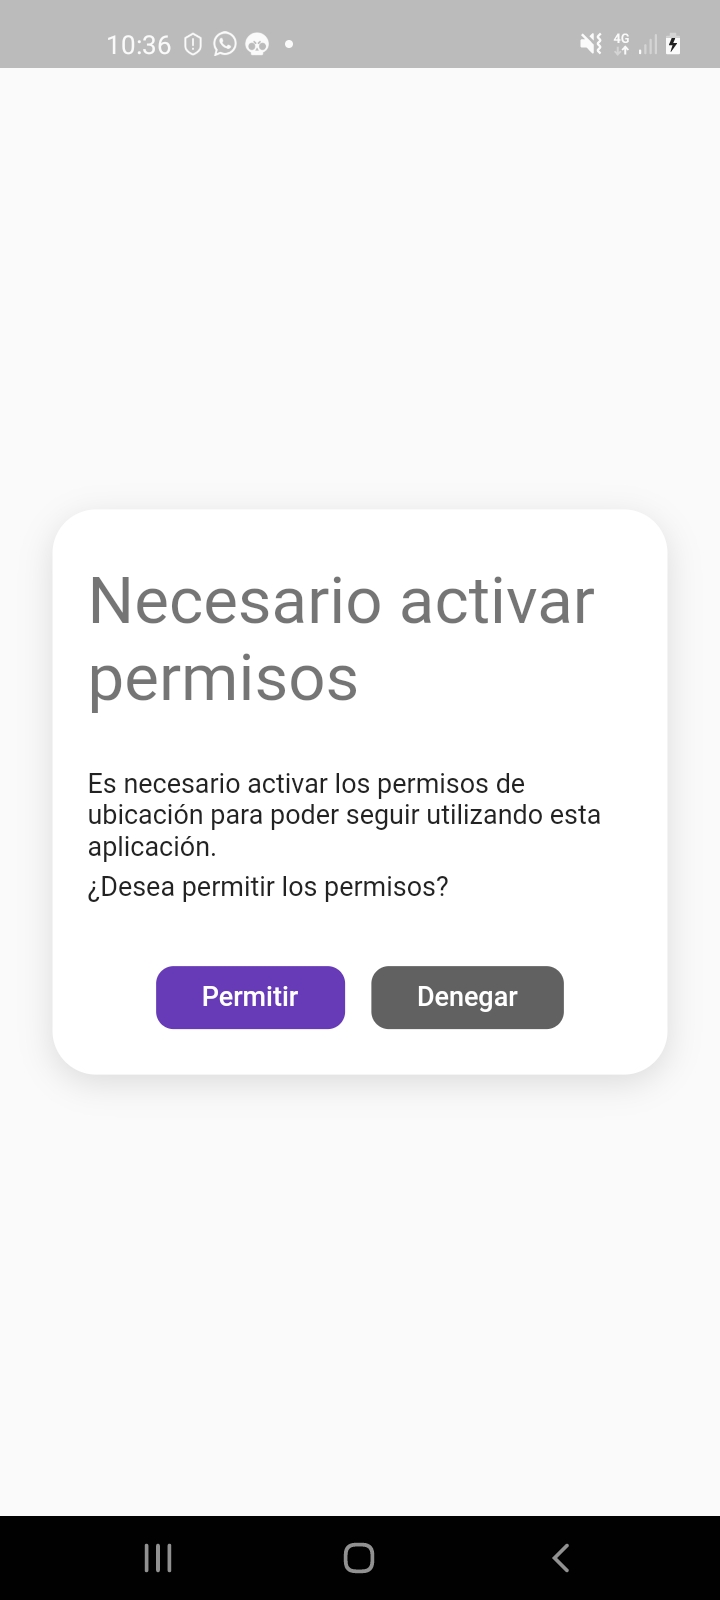 10:36
4G
Necesario activar
permisos
Es necesario activar los permisos de
ubicación para poder seguir utilizando esta
aplicación.
¿Desea permitir los permisos?
Permitir Denegar